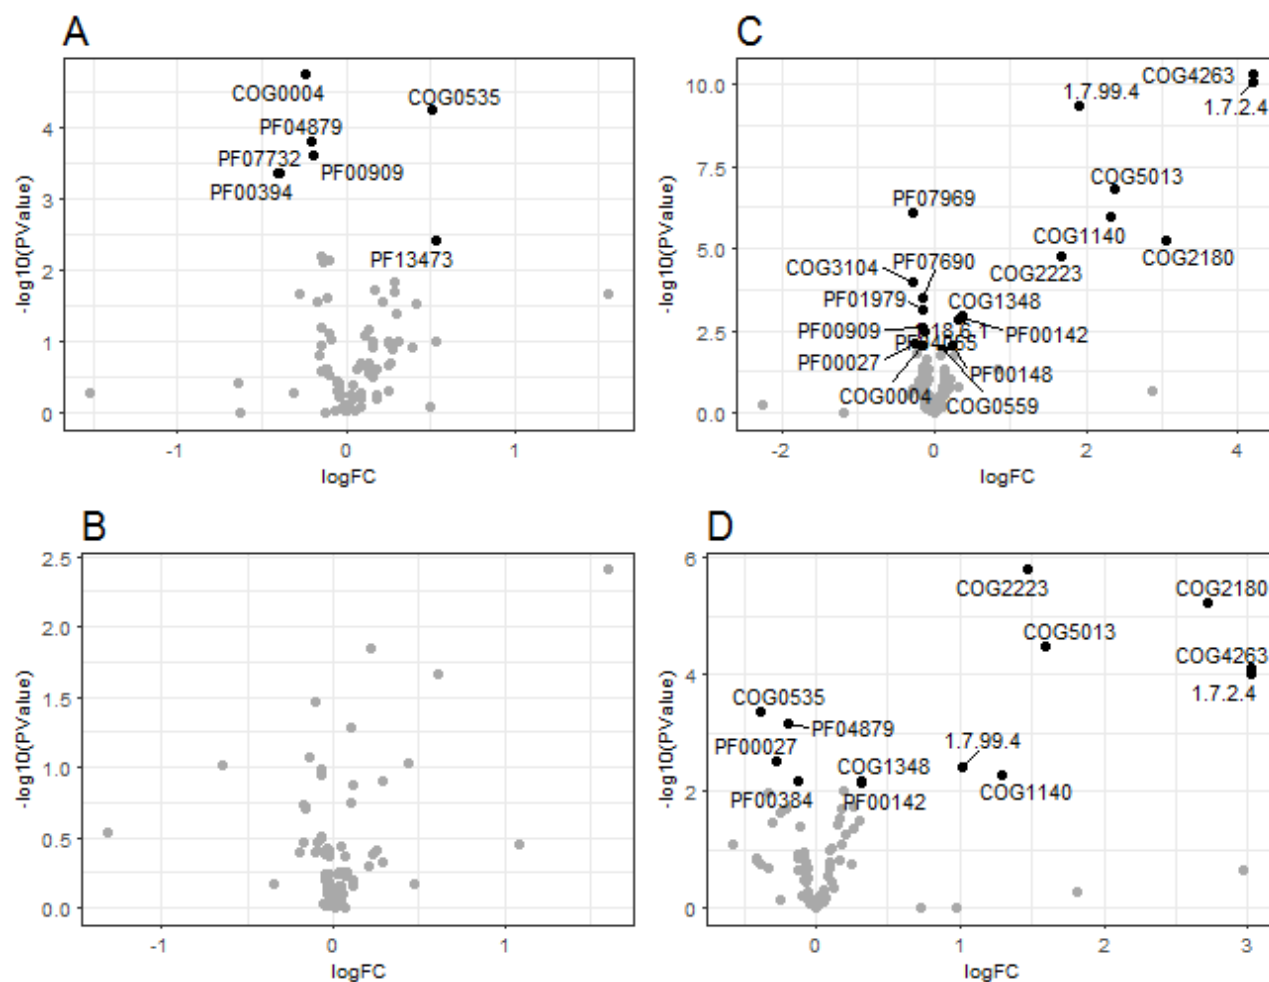 A
COG0004
COG0535
PF04879
PF07732
PF00909
PF00394
PF13473
4
3
2
1
0
-log10(PValue)
-1
0
1
logFC
C
COG4263
1.7.99.4
1.7.2.4
COG5013
PF07969
COG1140
COG2180
PF07690
COG3104
COG2223
PF01979
COG1348
PF00909
1.18.6.1
PF00142
PF00027
PF00148
COG0004
COG0559
10.0
7.5
5.0
2.5
0.0
-log10(PValue)
-2
0
2
4
logFC
B
2.5
2.0
1.5
1.0
0.5
0.0
-log10(PValue)
-1
0
1
logFC
D
COG2223
COG2180
COG5013
COG4263
1.7.2.4
COG0535
PF04879
PF00027
1.7.99.4
COG1348
PF00384
PF00142
COG1140
6
4
2
0
-log10(PValue)
0
1
2
3
logFC